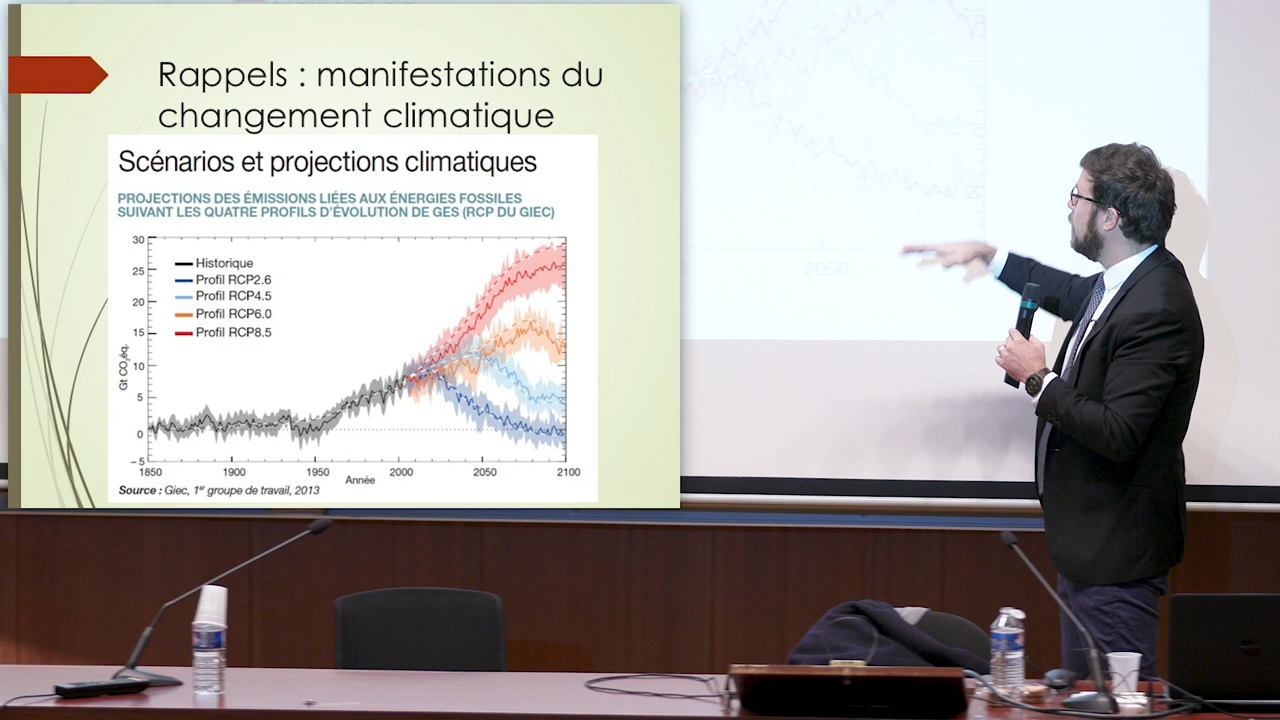 Rappels : manifestations du
changement climatique
Scénarios et projections climatiques
PROJECTIONS DES ÉMISSIONS LIÉES AUX ÉNERGIES FOSSILES
SUIVANT LES QUATRE PROFILS D'ÉVOLUTION DE GES (RCP DU GIEC)
30
25
20
15
10
5
0
-5
Gt CO₂éq.
Historique
Profil RCP2.6
Profil RCP4.5
Profil RCP6.0
Profil RCP8.5
1850
1900
1950
2000
2050
2100
Année
Source : Giec, 1er groupe de travail, 2013
2050